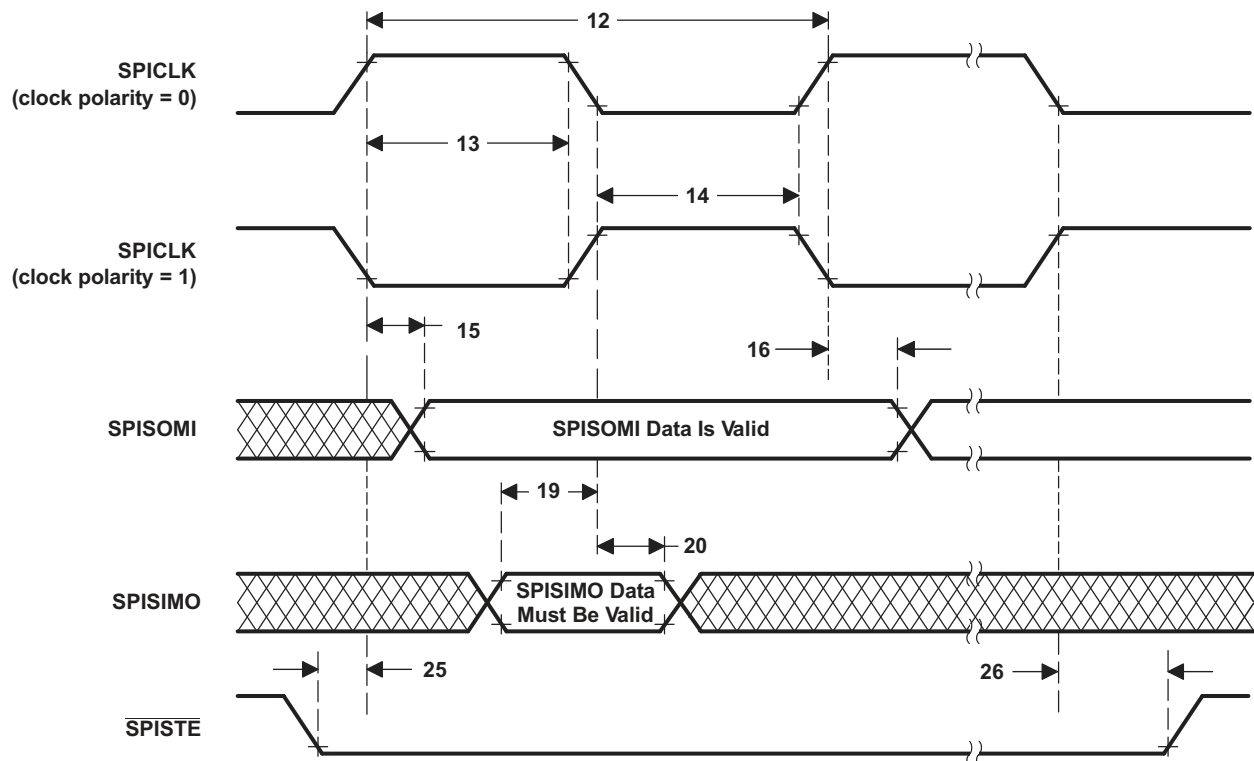 12
SPICLK
(clock polarity = 0)
13
14
SPICLK
(clock polarity = 1)
15
16
SPISOMI
SPISOMI Data Is Valid
19
20
SPISIMO
SPISIMO Data
Must Be Valid
25
26
SPISTE